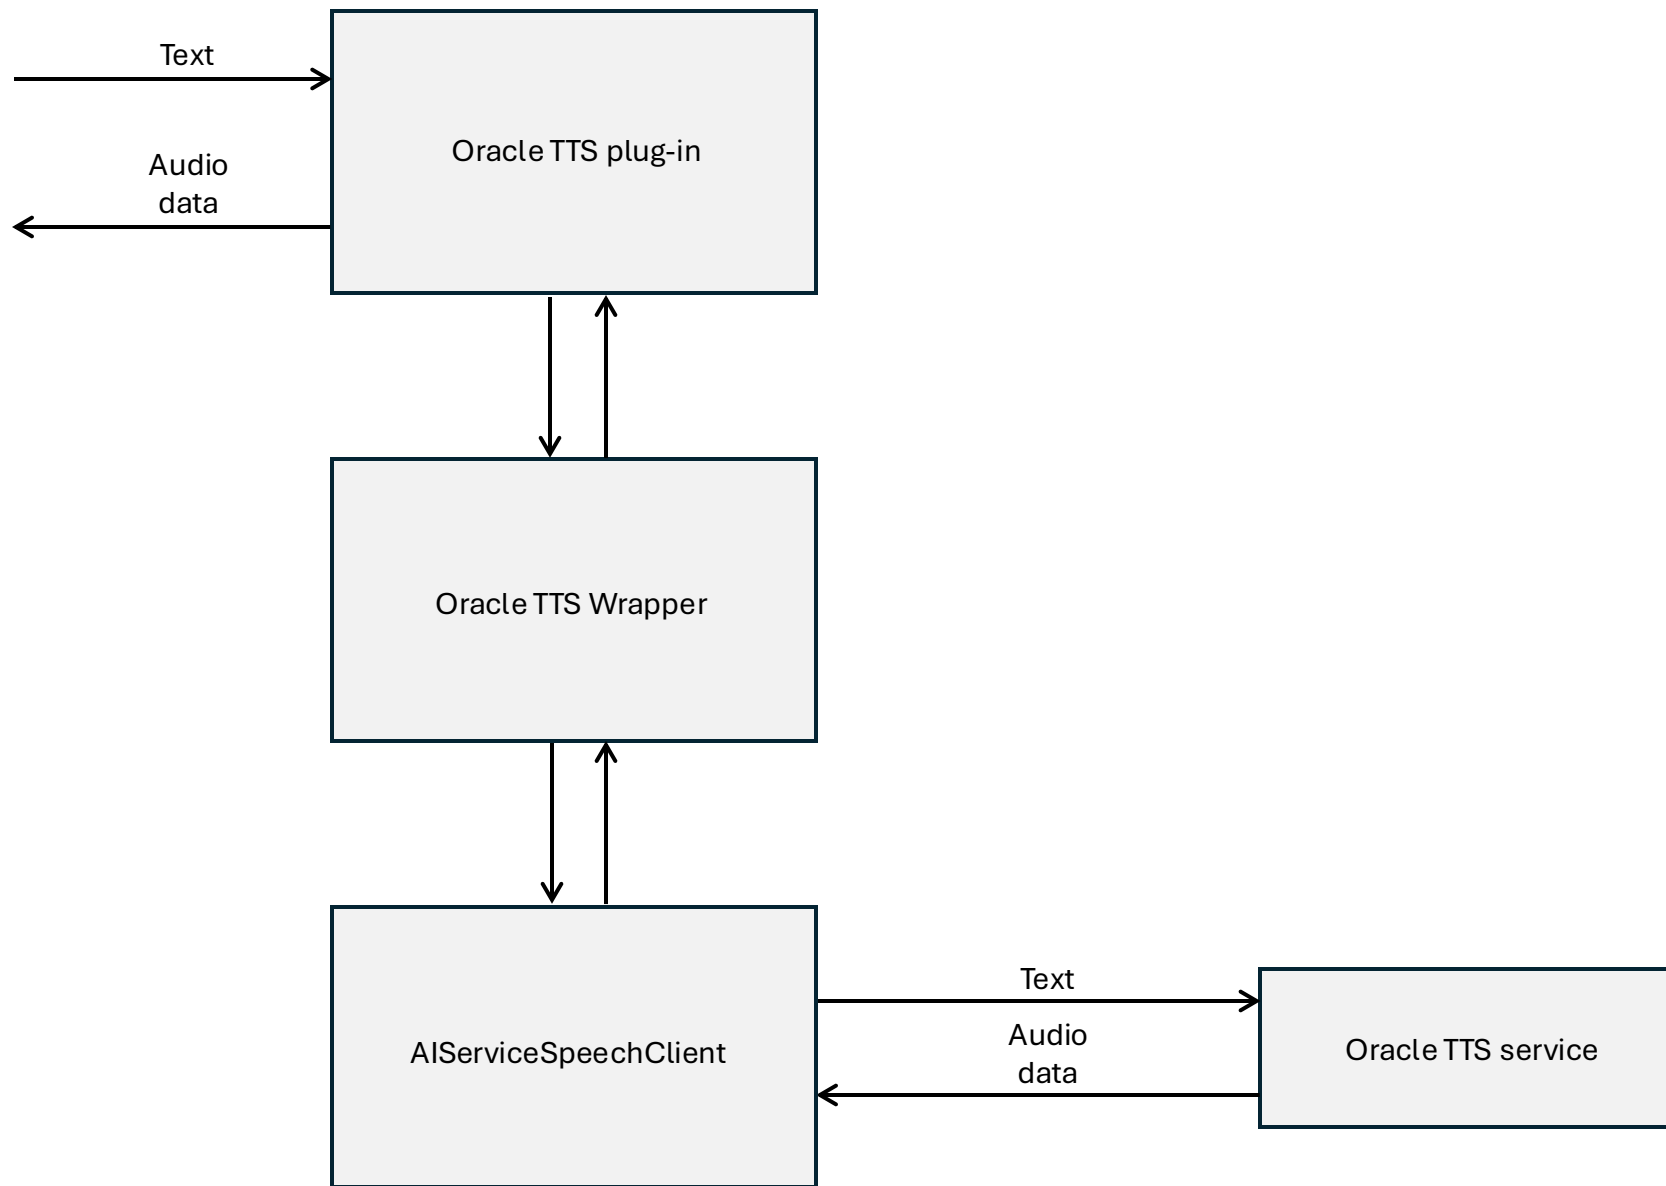 Text
Audio
data
Oracle TTS plug-in
Oracle TTS Wrapper
AIServiceSpeechClient
Text
Audio
data
Oracle TTS service